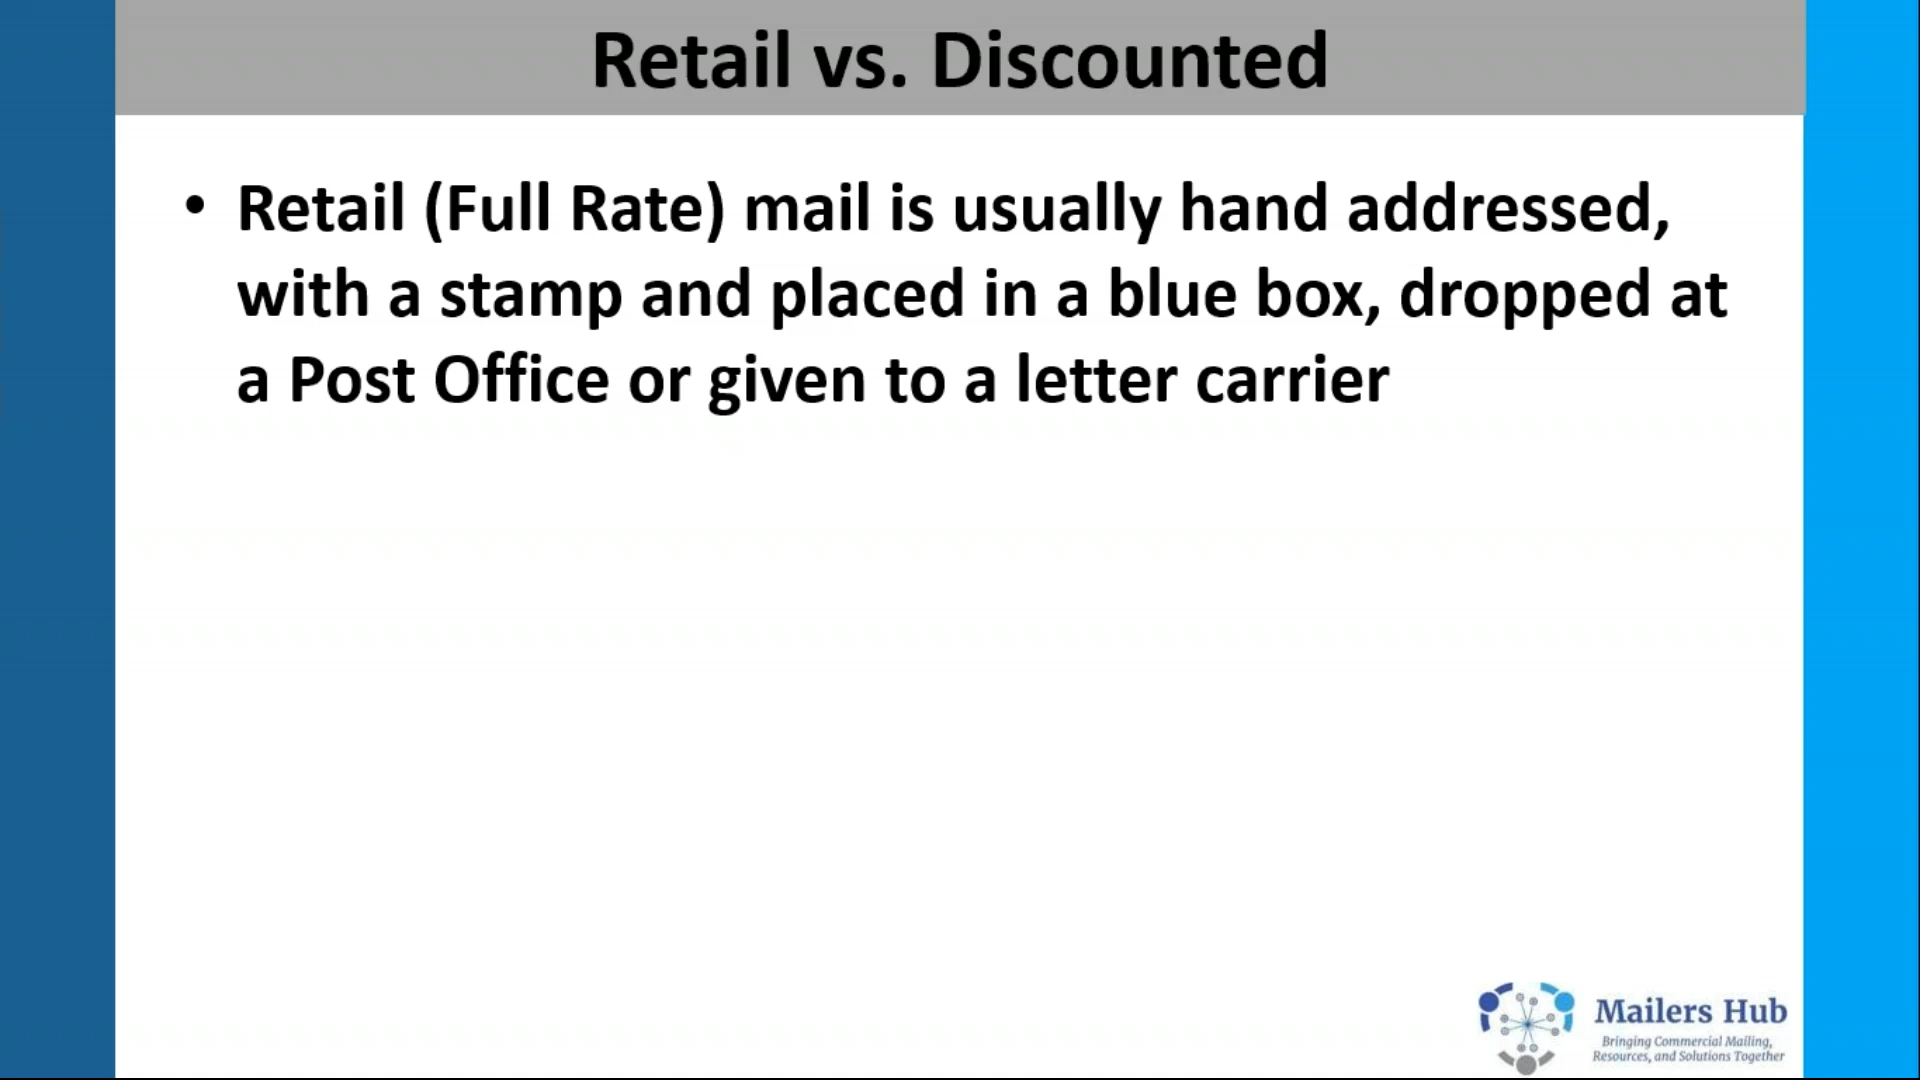 Retail vs. Discounted
• Retail (Full Rate) mail is usually hand addressed,
with a stamp and placed in a blue box, dropped at
a Post Office or given to a letter carrier
Mailers Hub
Bringing Commercial Mailing,
Resources, and Solutions Together